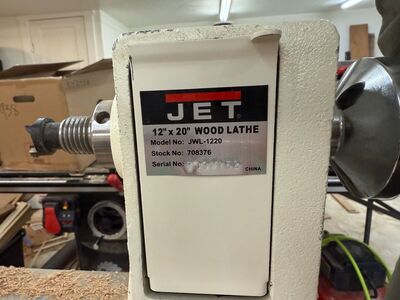 JET
12" x 20" WOOD LATHE
Model No: JWL-1220
Stock No: 708376
Serial No:
CHINA